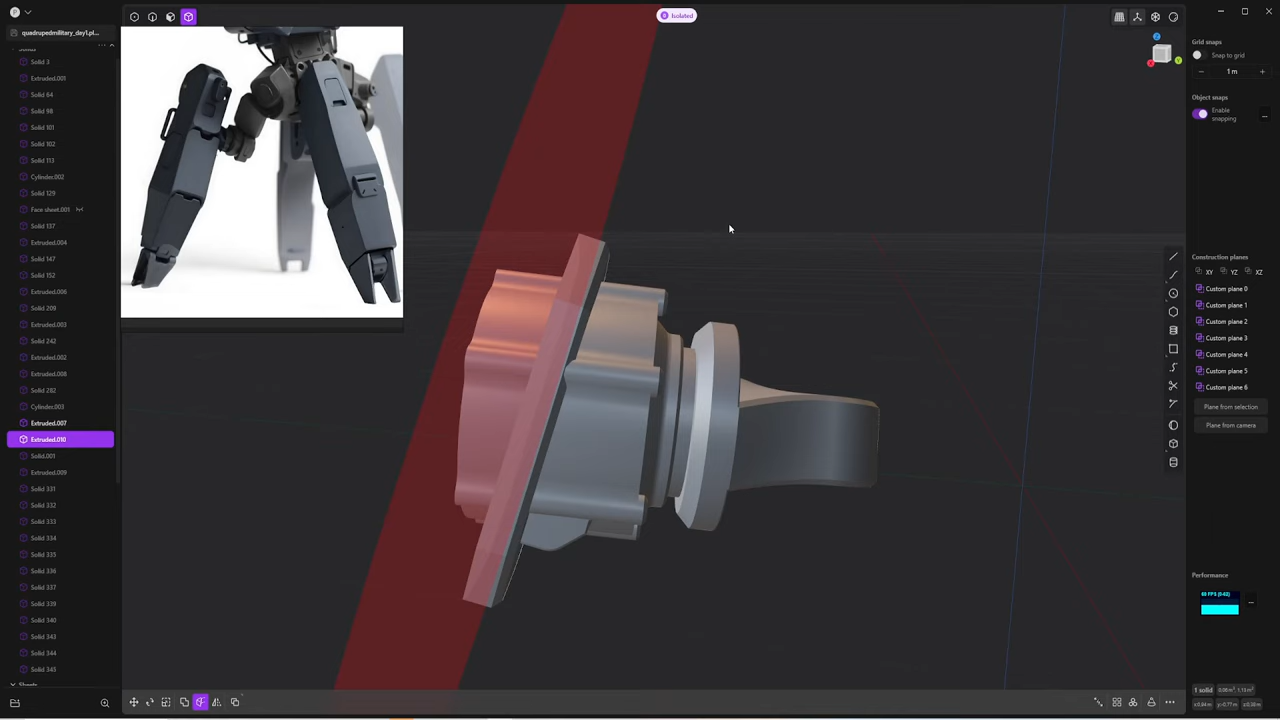 Isolated
quadrupedmilitary_day1.pl...
Solids
Solid 3
Extruded.001
Solid 64
Solid 98
Solid 101
Solid 102
Solid 113
Cylinder.002
Solid 129
Face sheet.001
Solid 137
Extruded.004
Solid 147
Solid 152
Extruded.006
Solid 209
Extruded.003
Solid 242
Extruded.002
Extruded.008
Solid 282
Cylinder.003
Extruded.007
Extruded.010
Solid.001
Extruded.009
Solid 331
Solid 332
Solid 333
Solid 334
Solid 335
Solid 336
Solid 337
Solid 339
Solid 340
Solid 343
Solid 344
Solid 345
Sheets
Grid snaps
Snap to grid
1 m
Object snaps
Enable
snapping
Construction planes
XY YZ XZ
Custom plane 0
Custom plane 1
Custom plane 2
Custom plane 3
Custom plane 4
Custom plane 5
Custom plane 6
Plane from selection
Plane from camera
Performance
1 solid